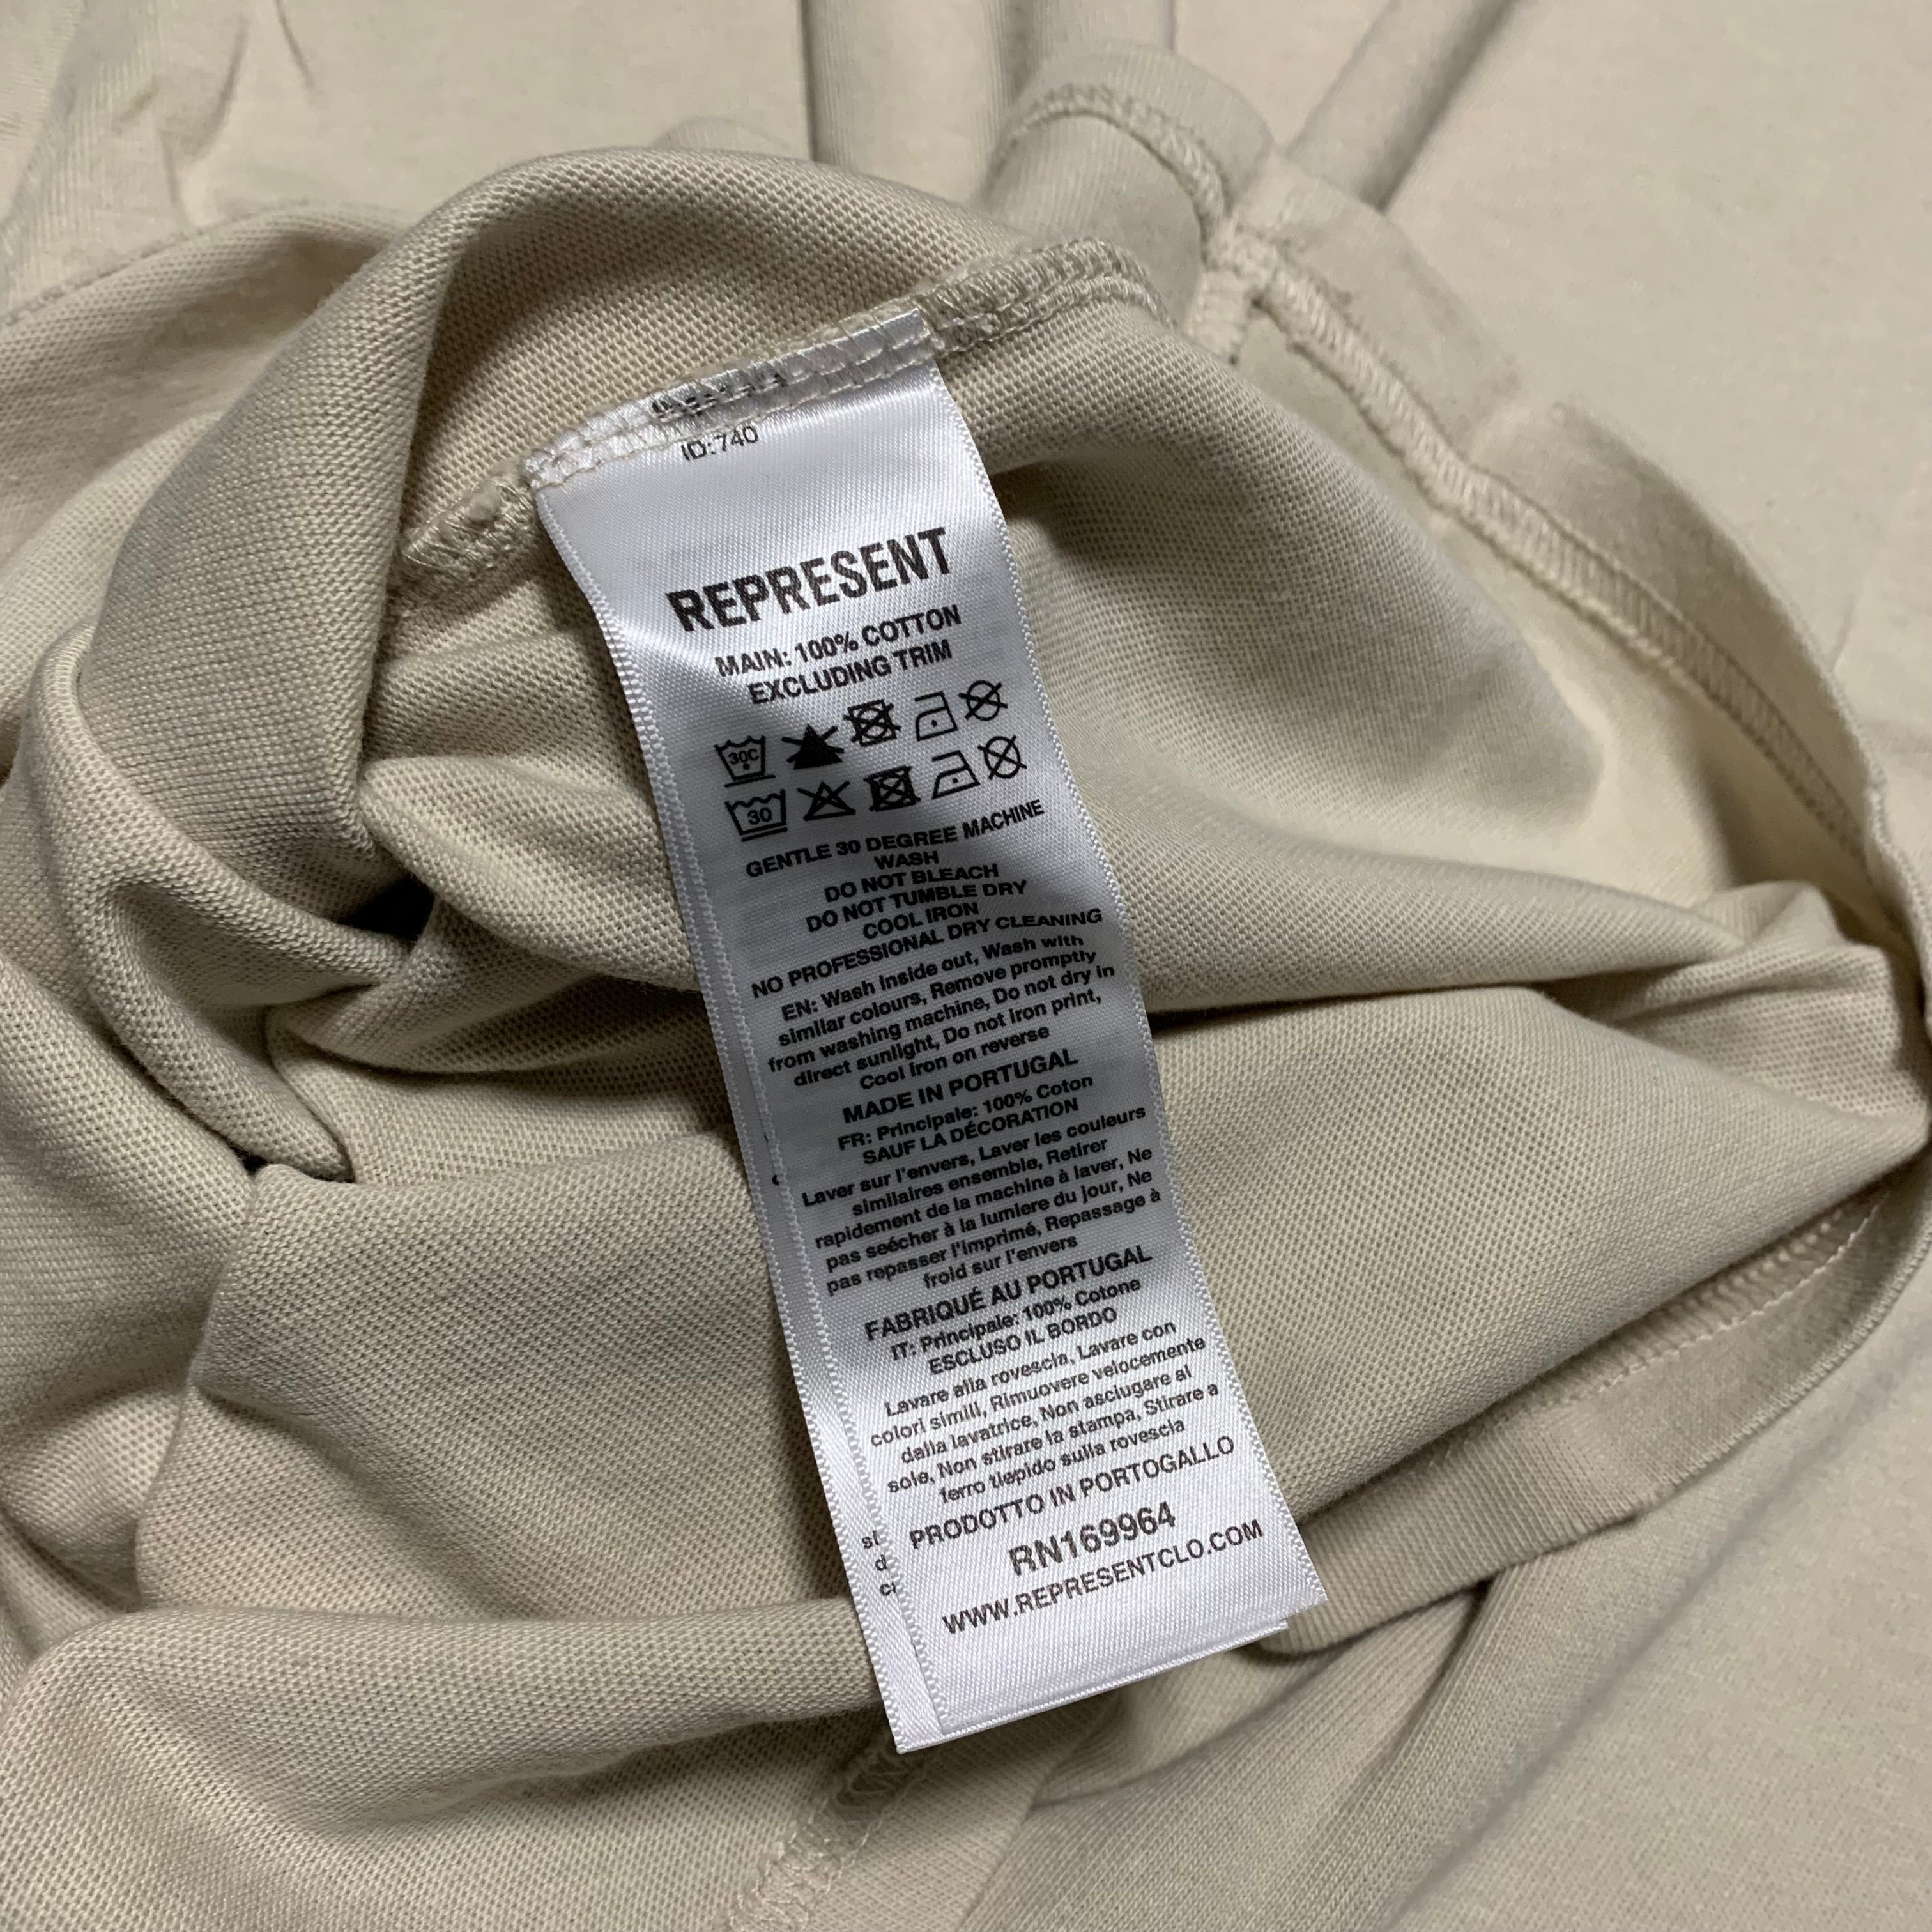 ID:740
REPRESENT
MAIN: 100% COTTON
EXCLUDING TRIM
30C
30
GENTLE 30 DEGREE MACHINE
WASH
DO NOT BLEACH
DO NOT TUMBLE DRY
COOL IRON
NO PROFESSIONAL DRY CLEANING
EN: Wash Inside out, Wash with
similar colours, Remove promptly
from washing machine, Do not dry in
direct sunlight, Do not Iron print,
Cool Iron on reverse
MADE IN PORTUGAL
FR: Principale: 100% Coton
SAUF LA DÉCORATION
Laver sur l'envers, Laver les couleurs
similaires ensemble, Retirer
rapidement de la machine à laver, Ne
pas seécher à la lumiere du jour, Ne
pas repasser l'imprimé, Repassage à
froid sur l'envers
FABRIQUÉ AU PORTUGAL
IT: Principale: 100% Cotone
ESCLUSO IL BORDO
Lavare alla rovescia, Lavare con
colori simili, Rimuovere velocemente
dalla lavatrice, Non asciugare al
sole, Non stirare la stampa, Stirare a
ferro tiepido sulla rovescia
PRODOTTO IN PORTOGALLO
RN169964
WWW.REPRESENTCLO.COM